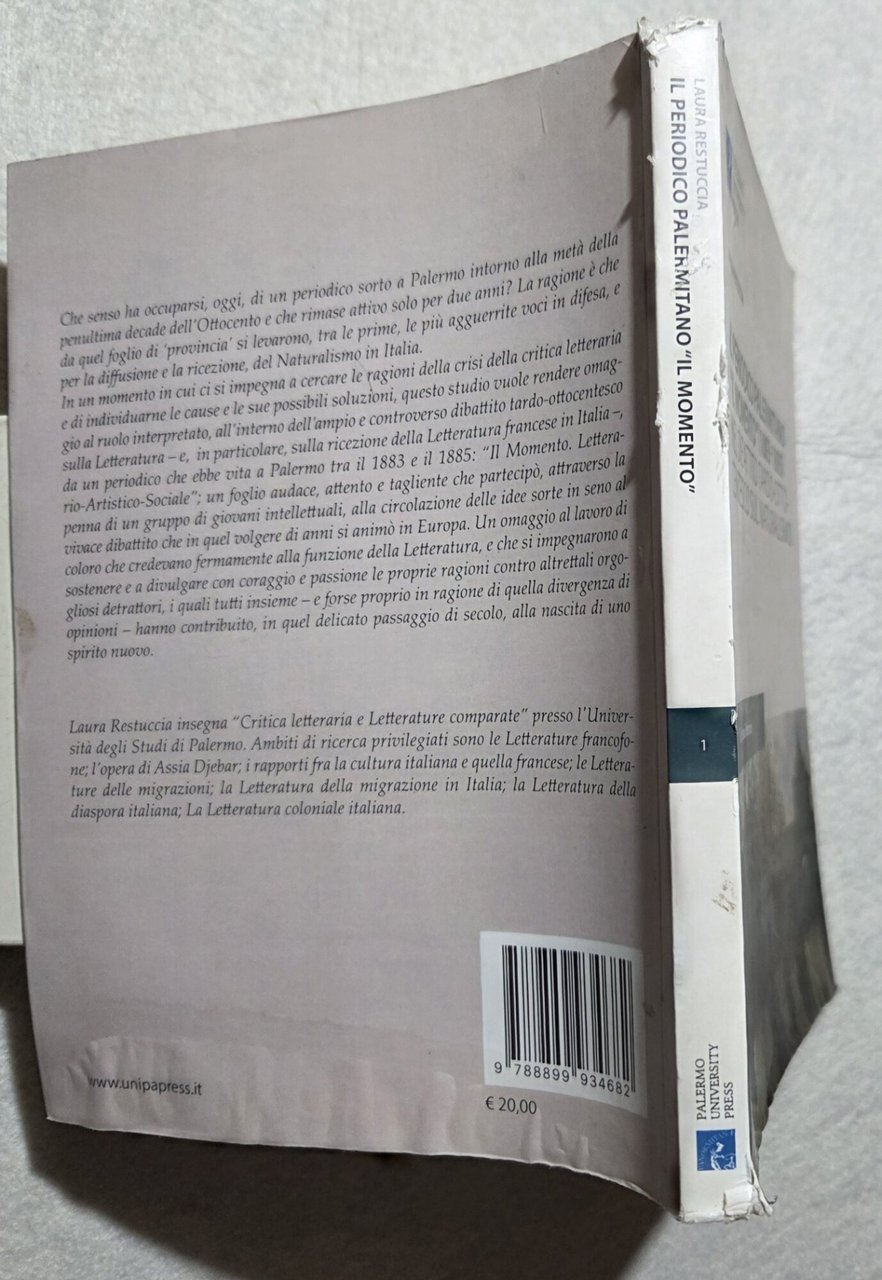 Che senso ha occuparsi, oggi, di un periodico sorto a Palermo intorno alla metà della
penultima decade dell'Ottocento e che rimase attivo solo per due anni? La ragione è che
da quel foglio di 'provincia' si levarono, tra le prime, le più agguerrite voci in difesa, e
per la diffusione e la ricezione, del Naturalismo in Italia.
In un momento in cui ci si impegna a cercare le ragioni della crisi della critica letteraria
e di individuarne le cause e le sue possibili soluzioni, questo studio vuole rendere omag-
gio al ruolo interpretato, all'interno dell'ampio e controverso dibattito tardo-ottocentesco
sulla Letteratura – e, in particolare, sulla ricezione della Letteratura francese in Italia –,
da un periodico che ebbe vita a Palermo tra il 1883 e il 1885: "Il Momento. Lettera-
rio-Artistico-Sociale"; un foglio audace, attento e tagliente che partecipò, attraverso la
penna di un gruppo di giovani intellettuali, alla circolazione delle idee sorte in seno al
vivace dibattito che in quel volgere di anni si animò in Europa. Un omaggio al lavoro di
coloro che credevano fermamente alla funzione della Letteratura, e che si impegnarono a
sostenere e a divulgare con coraggio e passione le proprie ragioni contro altrettali orgo-
gliosi detrattori, i quali tutti insieme – e forse proprio in ragione di quella divergenza di
opinioni – hanno contribuito, in quel delicato passaggio di secolo, alla nascita di uno
spirito nuovo.
Laura Restuccia insegna "Critica letteraria e Letterature comparate" presso l'Univer-
sità degli Studi di Palermo. Ambiti di ricerca privilegiati sono le Letterature francofo-
ne; l'opera di Assia Djebar; i rapporti fra la cultura italiana e quella francese; le Lettera-
ture delle migrazioni; la Letteratura della migrazione in Italia; la Letteratura della
diaspora italiana; La Letteratura coloniale italiana.
www.unipapress.it
9 788899 934682
€ 20,00
LAURA RESTUCCIA
IL PERIODICO PALERMITANO "IL MOMENTO"
1
PALERMO
UNIVERSITY
PRESS